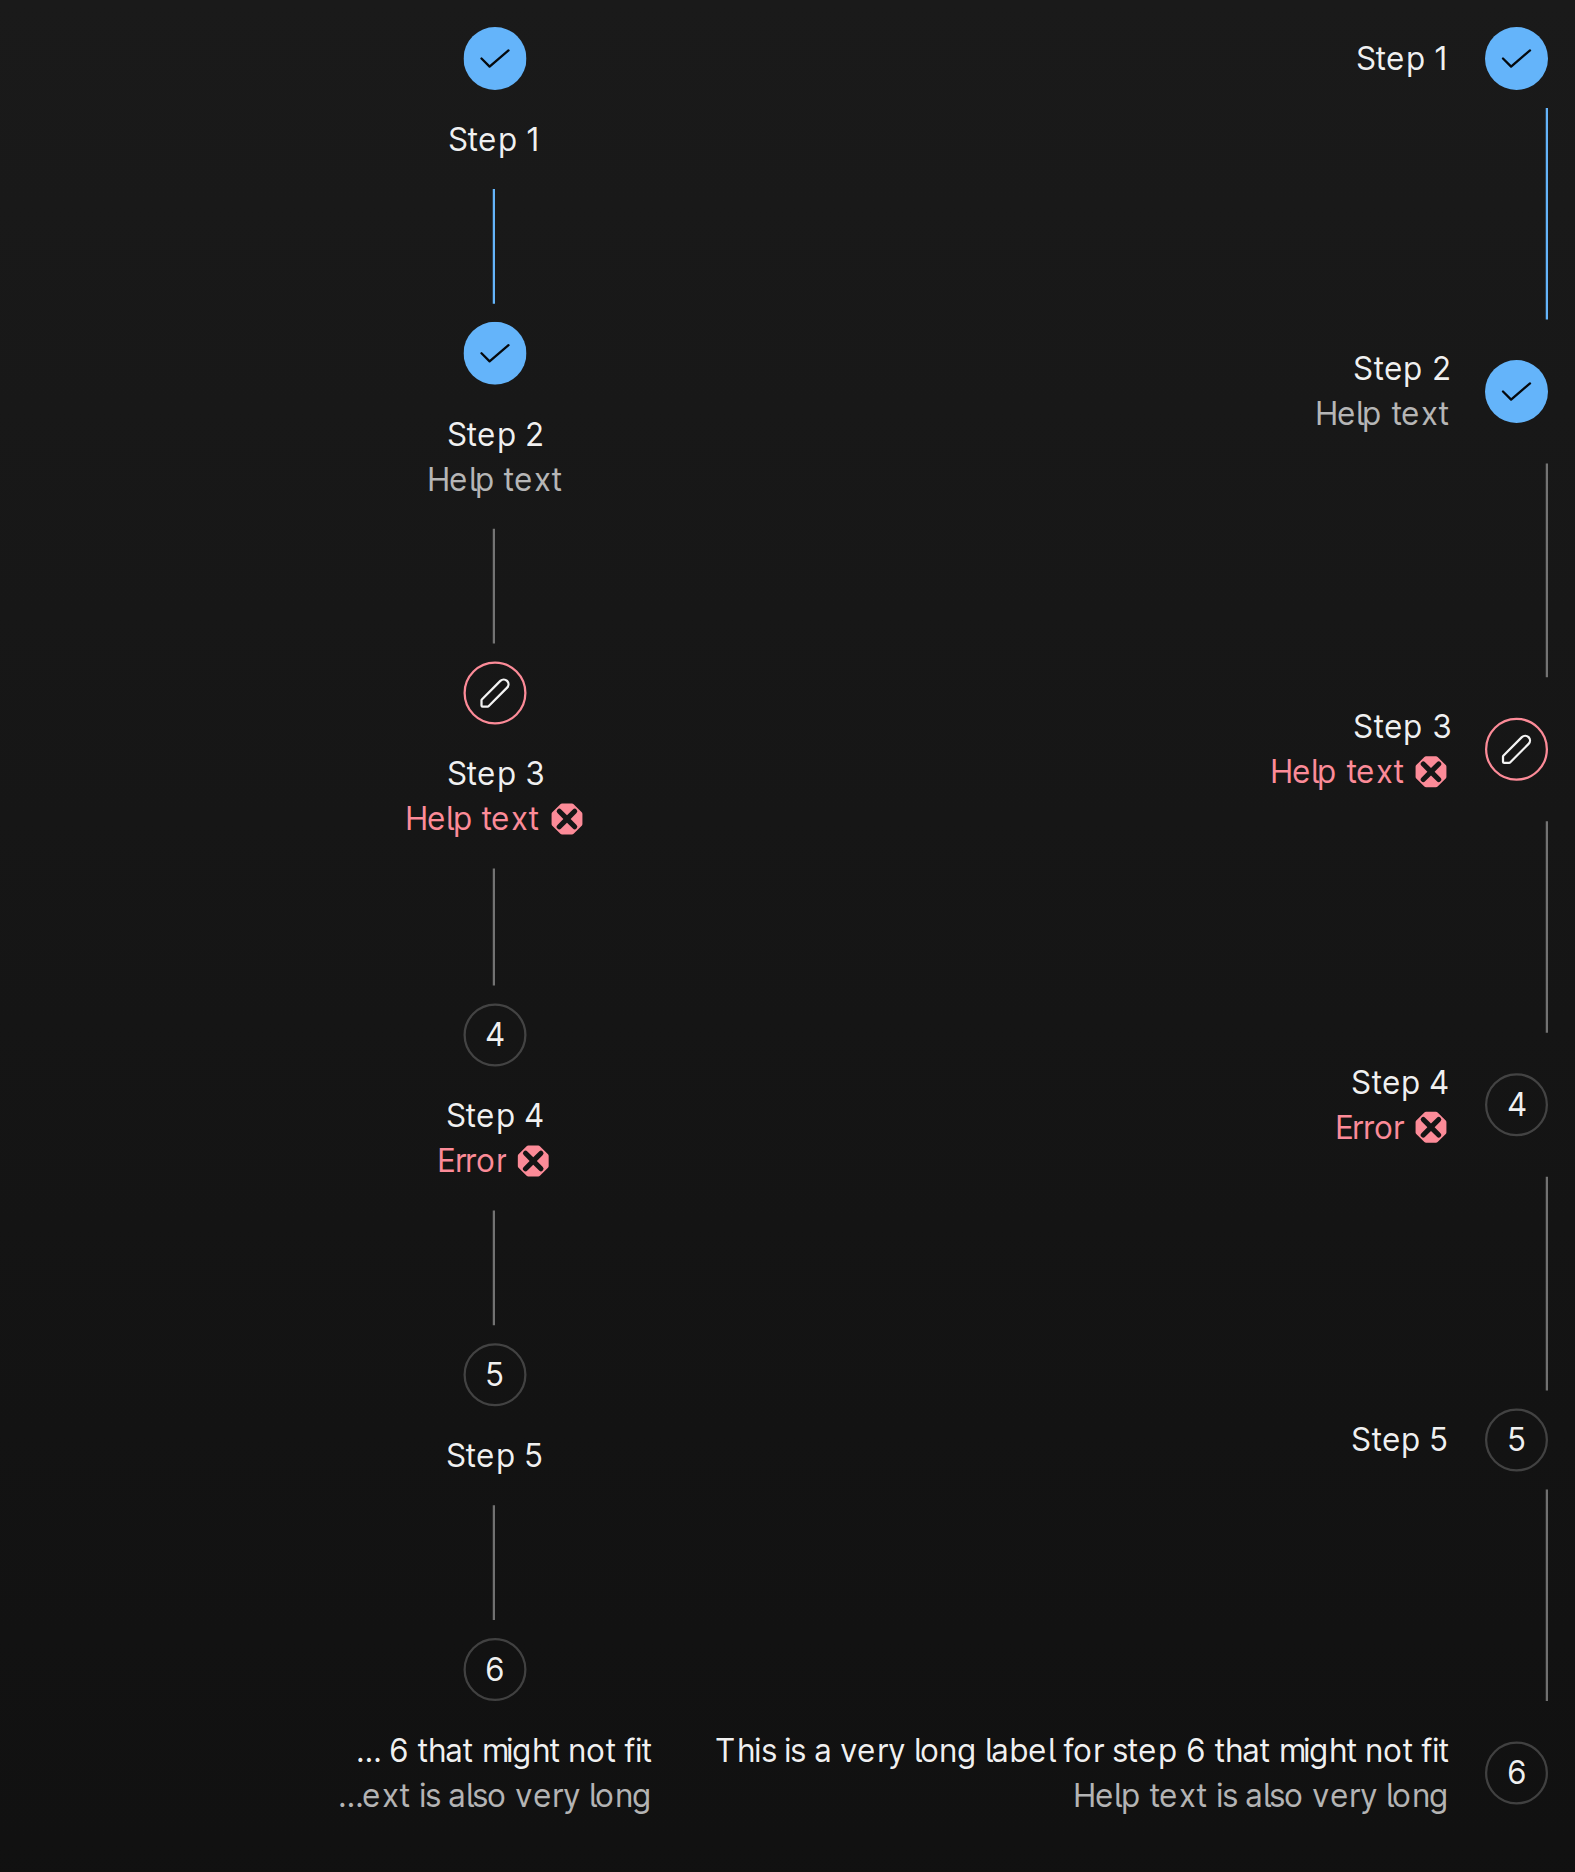 Step 1
Step 2
Help text
Step 3
Help text
4
Step 4
Error
5
Step 5
6
... 6 that might not fit
...ext is also very long
Step 1
Step 2
Help text
Step 3
Help text
Step 4
Error
4
Step 5
5
This is a very long label for step 6 that might not fit
Help text is also very long
6